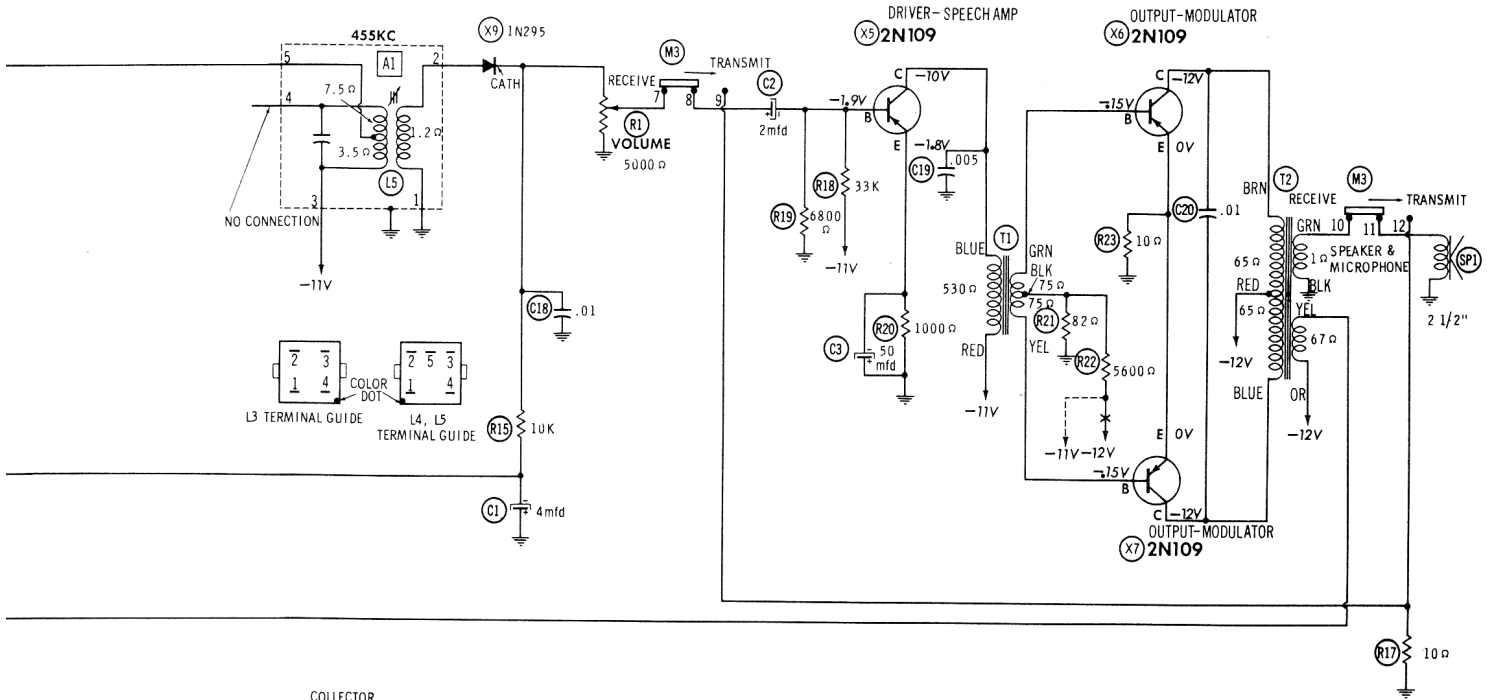 DRIVER-SPEECH AMP
X5 2N109
OUTPUT-MODULATOR
X6 2N109
X9 1N295
455KC
A1
5
2
CATH
M3
RECEIVE
TRANSMIT
7
8
9
C2
2mfd
-1.9V
B
C
-10V
E
-1.8V
4
7.5Ω
3.5Ω
1.2Ω
L5
3
1
NO CONNECTION
-11V
R1
VOLUME
5000Ω
R18
33K
R19
6800
Ω
-11V
C19
.005
C
-12V
-.15V
B
E
0V
T2
BRN
M3
RECEIVE
TRANSMIT
GRN
10
11
12
SPEAKER &
MICROPHONE
1Ω
BLK
SP1
2 1/2"
C20
.01
R23
10Ω
T1
BLUE
GRN
BLK
75Ω
75Ω
530Ω
RED
YEL
R21
82Ω
R22
5600Ω
-11V
-11V
-12V
65Ω
RED
65Ω
-12V
BLUE
YEL
67Ω
OR
-12V
C18
.01
R20
1000Ω
C3
50
mfd
2 3
1 4
COLOR
DOT
L3 TERMINAL GUIDE
2 5 3
1 4
L4, L5
TERMINAL GUIDE
R15
10K
C1
4mfd
E
0V
-.15V
B
C
-12V
OUTPUT-MODULATOR
X7 2N109
R17
10Ω
COLLECTOR